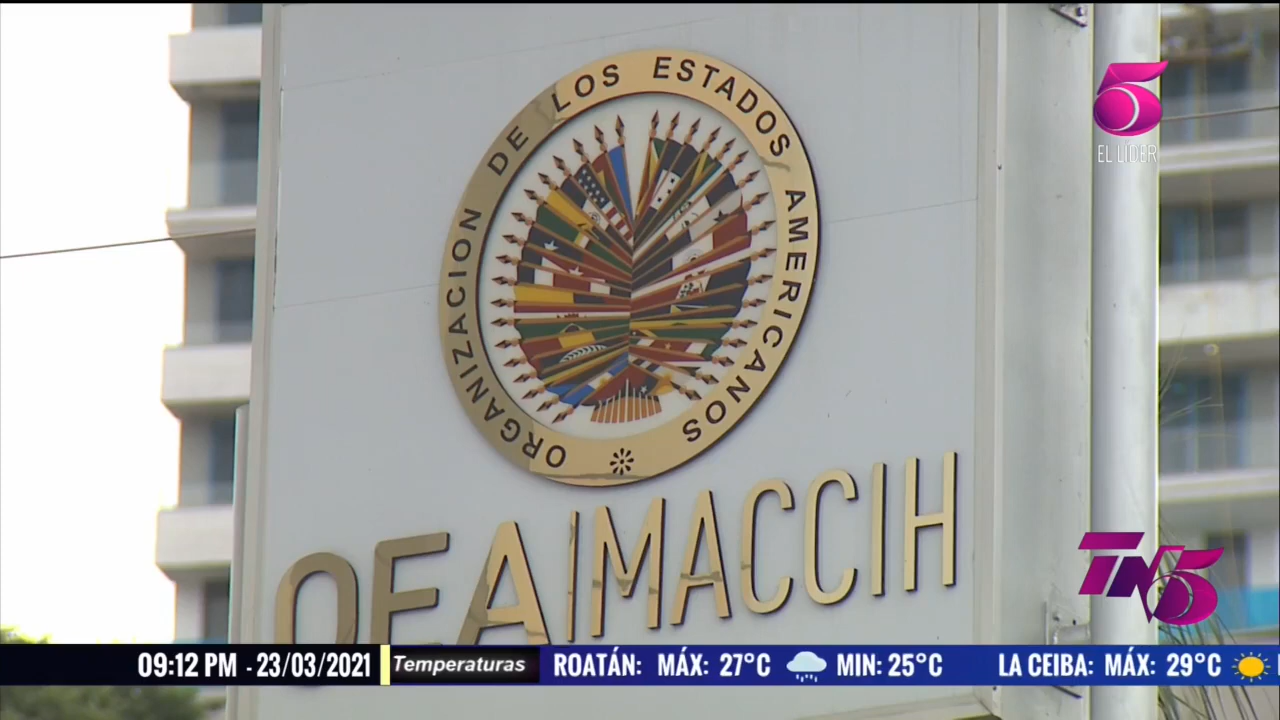 ORGANIZACION DE LOS ESTADOS AMERICANOS
OEA|MACCIH
5
EL LÍDER
TN5
09:12 PM - 23/03/2021 Temperaturas ROATÁN: MÁX: 27°C MIN: 25°C LA CEIBA: MÁX: 29°C